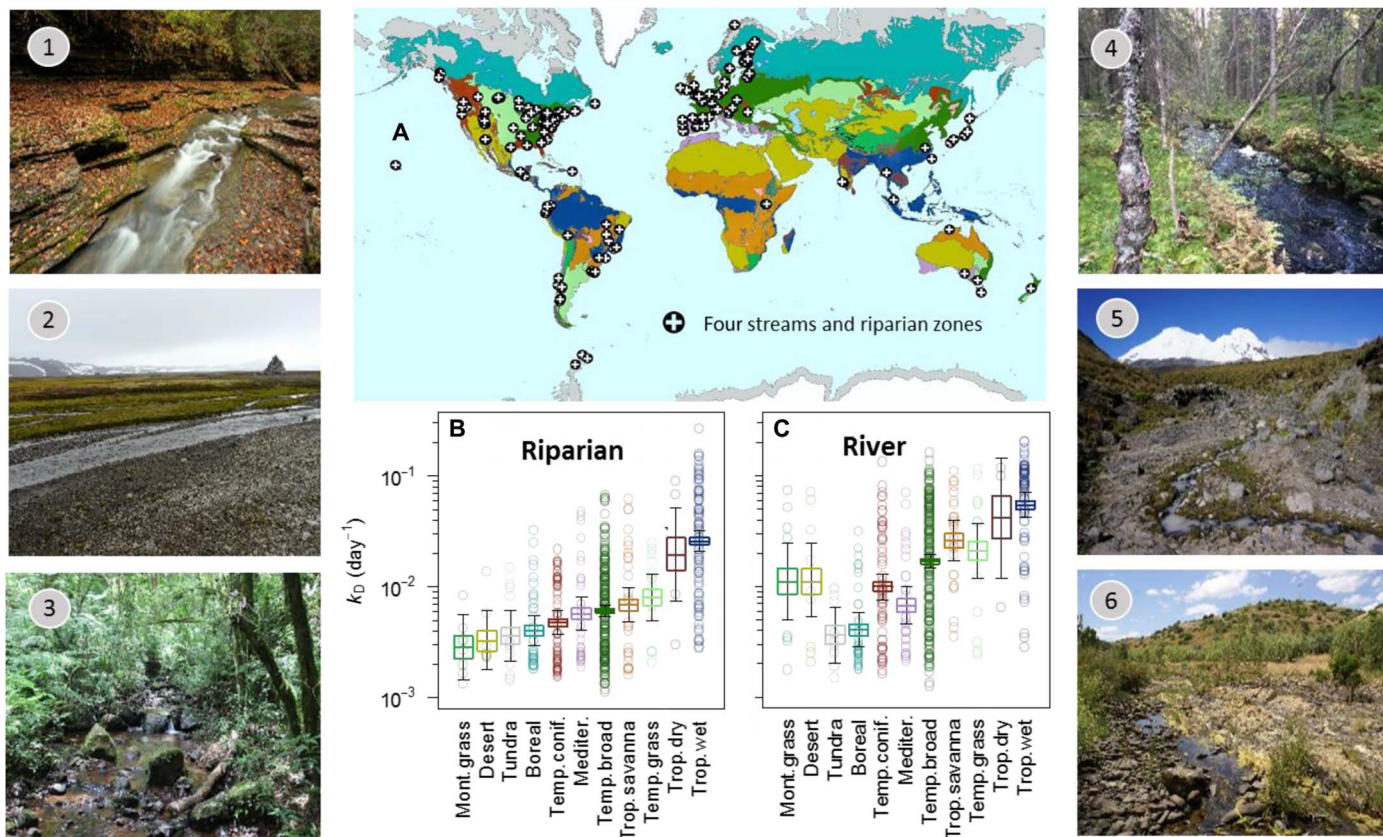 1
2
3
A
Four streams and riparian zones
B
Riparian
C
River
kD (day−1)
10−1
10−2
10−3
Mont. grass
Desert
Tundra
Boreal
Temp. conif.
Mediter.
Temp. broad
Trop. savanna
Temp. grass
Trop. dry
Trop. wet
Mont. grass
Desert
Tundra
Boreal
Temp. conif.
Mediter.
Temp. broad
Trop. savanna
Temp. grass
Trop. dry
Trop. wet
4
5
6